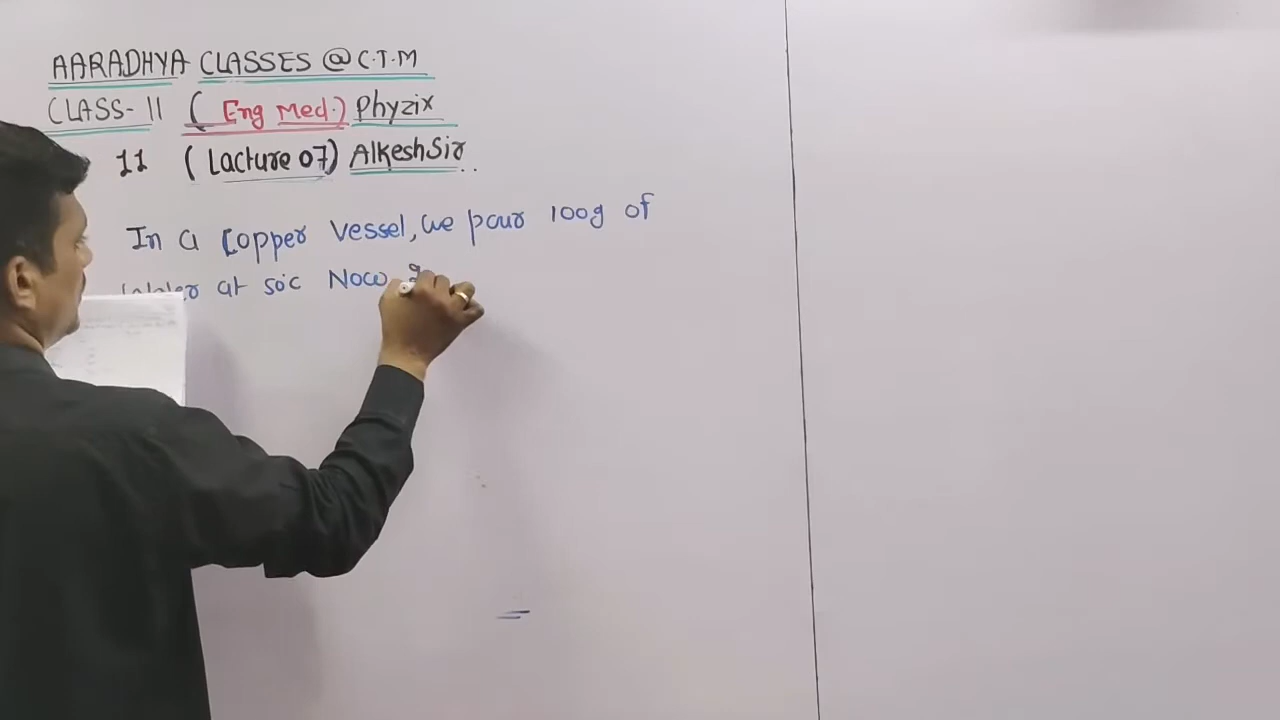 AARADHYA CLASSES @ C.T.M
CLASS-11 (Eng Med.) Phyzix
11 (Lacture 07) AlkeshSir..
In a Copper Vessel, we pour 100g of
at 50°C Now